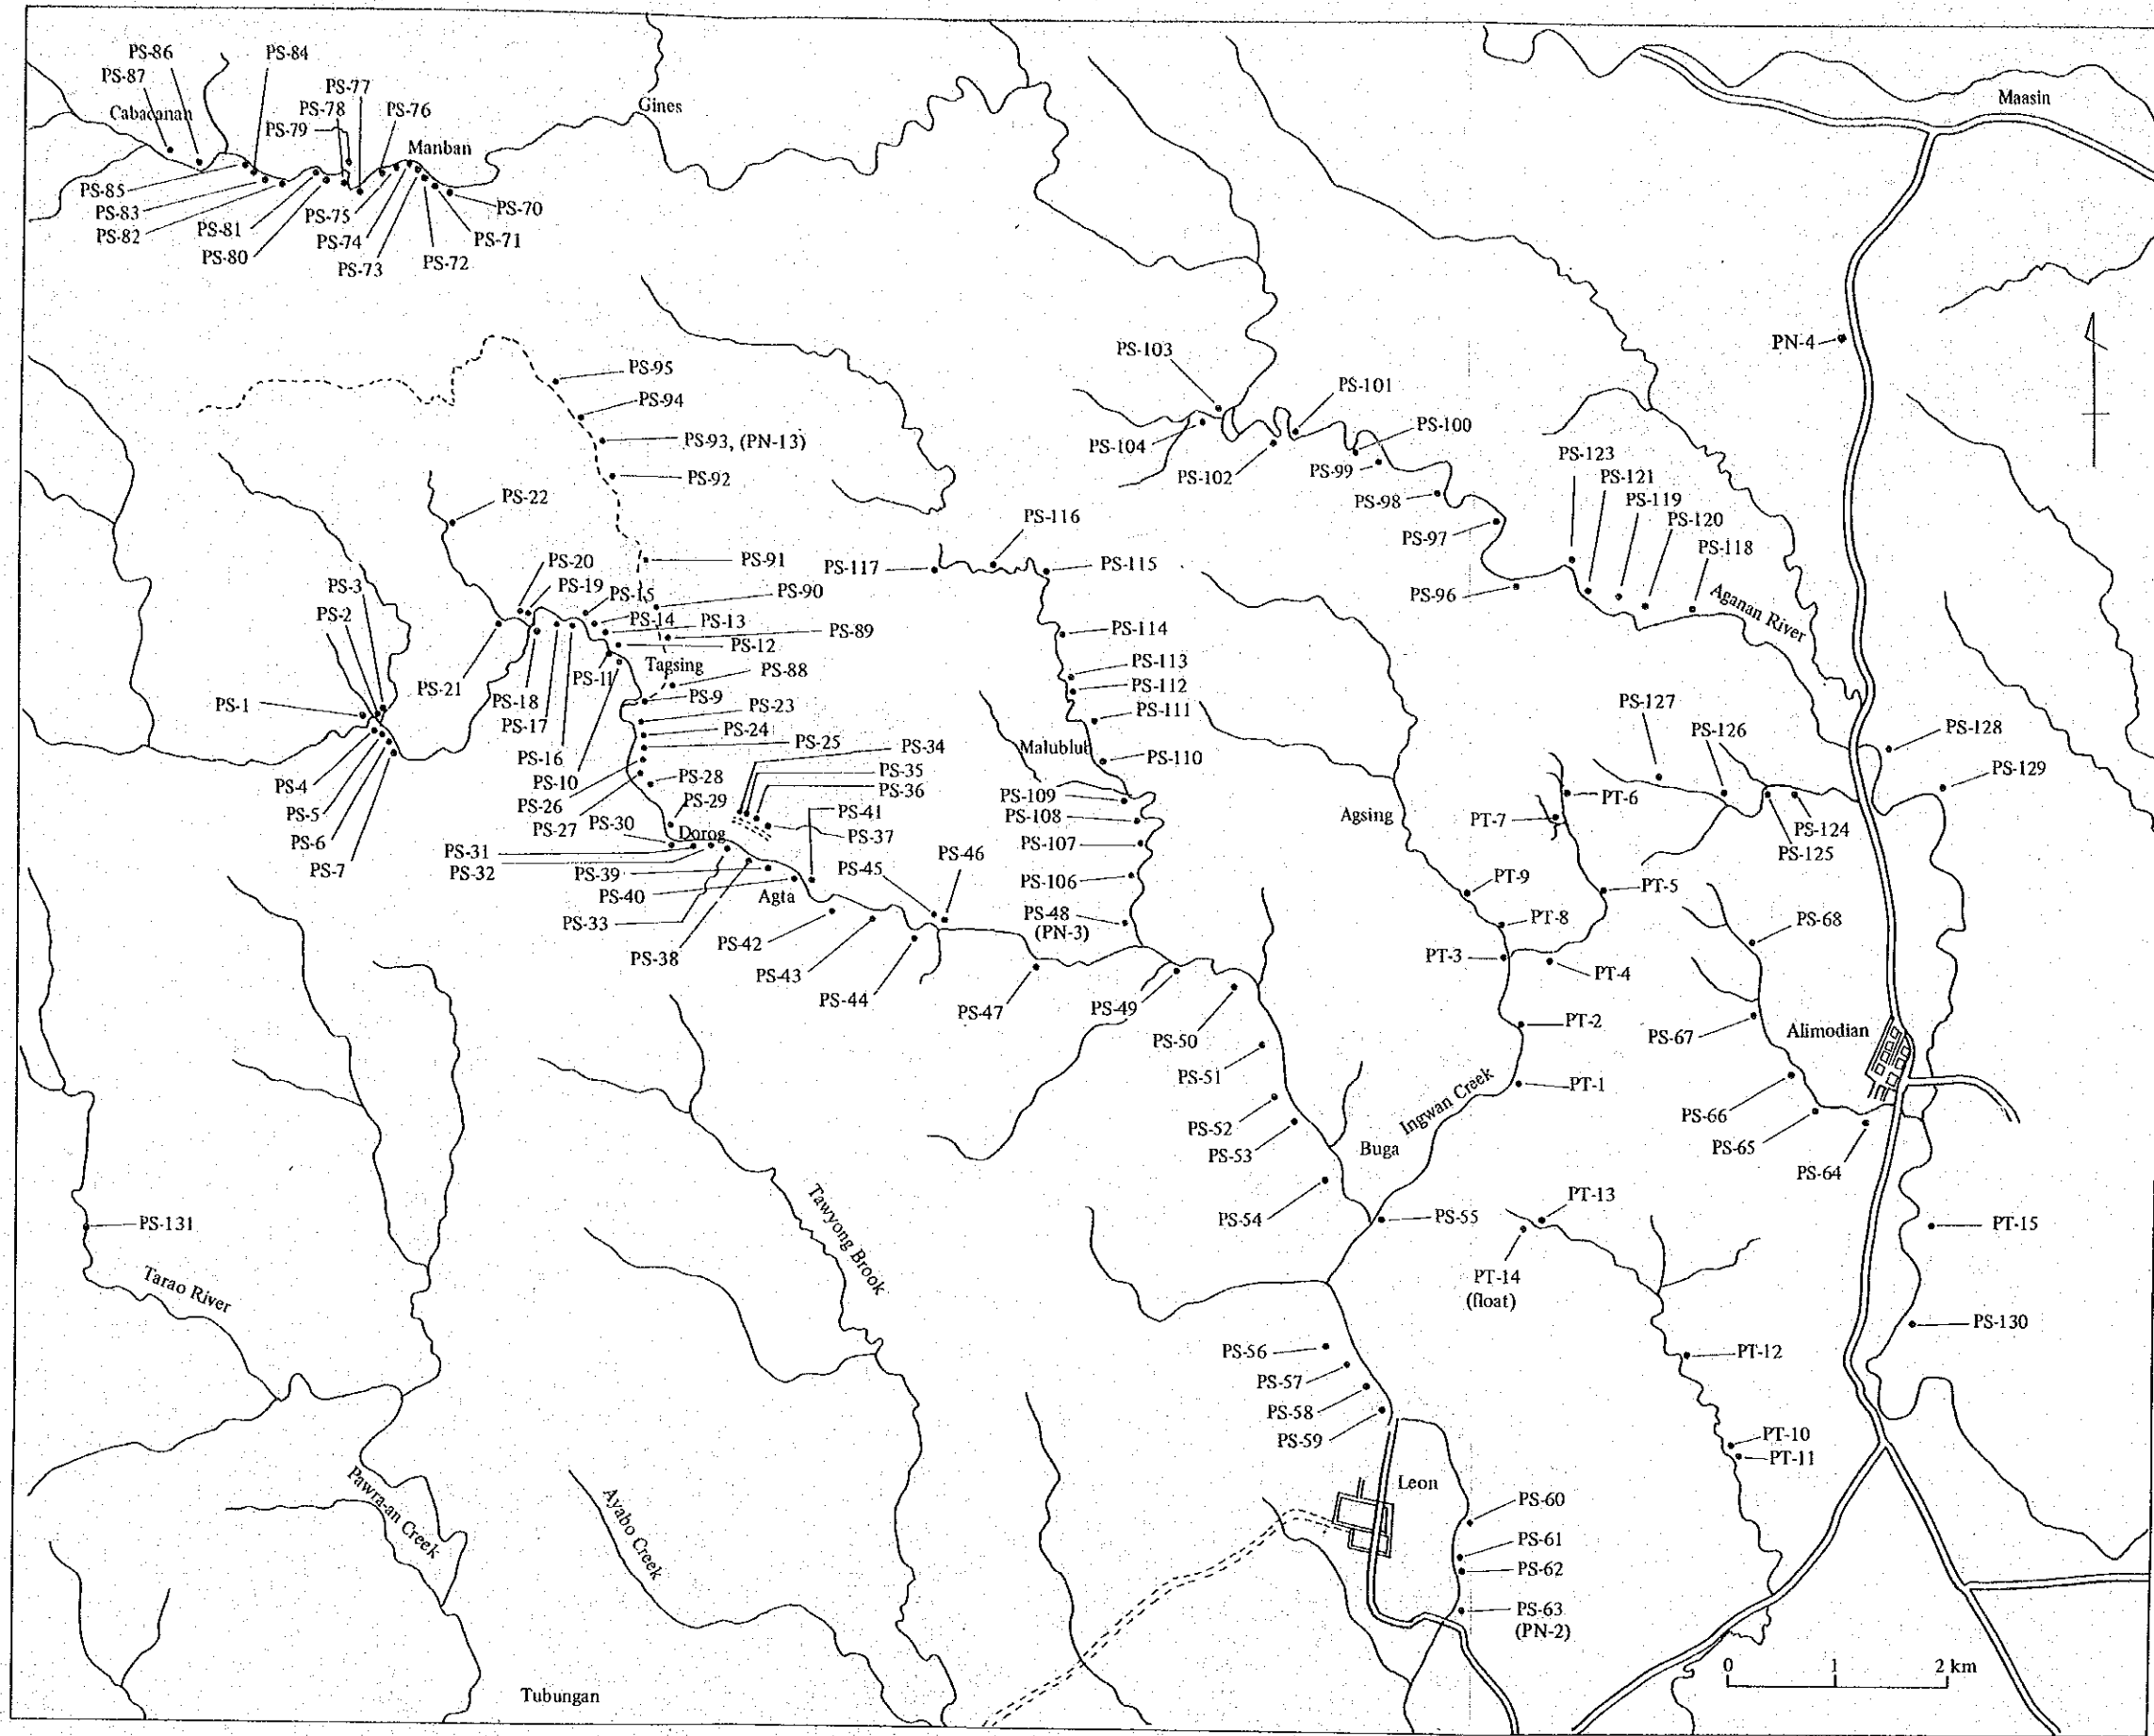 PS-86
PS-84
PS-87
PS-77
Cabacanan
PS-78
PS-76
PS-79
Manban
Gines
Maasin
PS-85
PS-83
PS-82
PS-81
PS-80
PS-75
PS-74
PS-73
PS-72
PS-71
PS-70
PN-4
PS-103
PS-95
PS-94
PS-93, (PN-13)
PS-92
PS-101
PS-100
PS-104
PS-102
PS-99
PS-98
PS-97
PS-96
PS-123
PS-121
PS-119
PS-120
PS-118
Aganan River
PS-22
PS-116
PS-117
PS-115
PS-91
PS-90
PS-20
PS-19
PS-15
PS-14
PS-13
PS-89
PS-12
PS-3
PS-2
PS-1
PS-21
PS-18
PS-17
PS-16
PS-11
PS-10
Tagsing
PS-88
PS-9
PS-23
PS-24
PS-25
PS-114
PS-113
PS-112
PS-111
Malublub
PS-110
PS-127
PS-126
PS-128
PS-129
PS-4
PS-5
PS-6
PS-7
PS-26
PS-27
PS-28
PS-29
PS-34
PS-35
PS-36
PS-41
PS-37
PS-30
Dorog
PS-31
PS-32
PS-39
PS-40
Agta
PS-33
PS-38
PS-45
PS-46
PS-42
PS-43
PS-44
PS-47
PS-109
PS-108
PS-107
PS-106
PS-48
(PN-3)
Agsing
PT-6
PT-7
PS-124
PS-125
PT-9
PT-5
PT-8
PS-68
PT-3
PT-4
PS-49
PS-50
PT-2
PS-67
Alimodian
PS-51
PT-1
Ingwan Creek
PS-52
PS-53
Buga
PS-66
PS-65
PS-64
PS-54
PS-55
PT-13
PT-14
(float)
PT-15
PS-131
Tarao River
Tawyong Brook
PS-130
PS-56
PS-57
PS-58
PS-59
PT-12
PT-10
PT-11
Pawra-an Creek
Ayabo Creek
Leon
PS-60
PS-61
PS-62
PS-63
(PN-2)
0 1 2 km
Tubungan